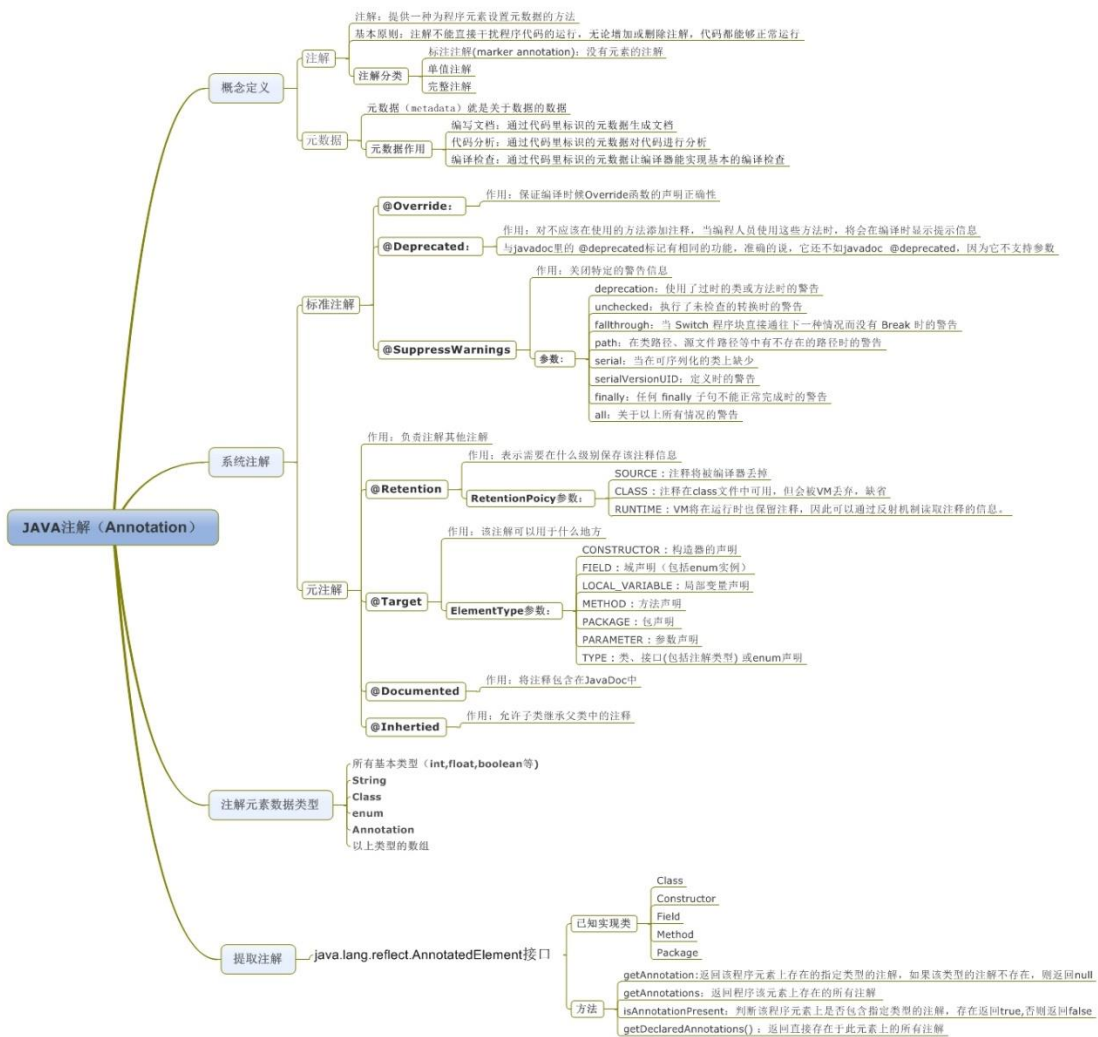 JAVA注解（Annotation）
概念定义
注解
注解：提供一种为程序元素设置元数据的方法
基本原则：注解不能直接干扰程序代码的运行，无论增加或删除注解，代码都能够正常运行
注解分类
标注注解(marker annotation)：没有元素的注解
单值注解
完整注解
元数据
元数据（metadata）就是关于数据的数据
元数据作用
编写文档：通过代码里标识的元数据生成文档
代码分析：通过代码里标识的元数据对代码进行分析
编译检查：通过代码里标识的元数据让编译器能实现基本的编译检查
系统注解
标准注解
@Override：
作用：保证编译时候Override函数的声明正确性
@Deprecated：
作用：对不应该在使用的方法添加注释，当编程人员使用这些方法时，将会在编译时显示提示信息
与javadoc里的 @deprecated标记有相同的功能，准确的说，它还不如javadoc @deprecated，因为它不支持参数
@SuppressWarnings
作用：关闭特定的警告信息
参数：
deprecation：使用了过时的类或方法时的警告
unchecked：执行了未检查的转换时的警告
fallthrough：当 Switch 程序块直接通往下一种情况而没有 Break 时的警告
path：在类路径、源文件路径等中有不存在的路径时的警告
serial：当在可序列化的类上缺少
serialVersionUID：定义时的警告
finally：任何 finally 子句不能正常完成时的警告
all：关于以上所有情况的警告
元注解
作用：负责注解其他注解
@Retention
作用：表示需要在什么级别保存该注释信息
RetentionPoicy参数：
SOURCE：注释将被编译器丢掉
CLASS：注释在class文件中可用，但会被VM丢弃，缺省
RUNTIME：VM将在运行时也保留注释，因此可以通过反射机制读取注释的信息。
@Target
作用：该注解可以用于什么地方
ElementType参数：
CONSTRUCTOR：构造器的声明
FIELD：域声明（包括enum实例）
LOCAL_VARIABLE：局部变量声明
METHOD：方法声明
PACKAGE：包声明
PARAMETER：参数声明
TYPE：类、接口(包括注解类型) 或enum声明
@Documented
作用：将注释包含在JavaDoc中
@Inhertied
作用：允许子类继承父类中的注释
注解元素数据类型
所有基本类型（int,float,boolean等)
String
Class
enum
Annotation
以上类型的数组
提取注解
java.lang.reflect.AnnotatedElement接口
已知实现类
Class
Constructor
Field
Method
Package
方法
getAnnotation:返回该程序元素上存在的指定类型的注解，如果该类型的注解不存在，则返回null
getAnnotations：返回程序该元素上存在的所有注解
isAnnotationPresent：判断该程序元素上是否包含指定类型的注解，存在返回true,否则返回false
getDeclaredAnnotations()：返回直接存在于此元素上的所有注解